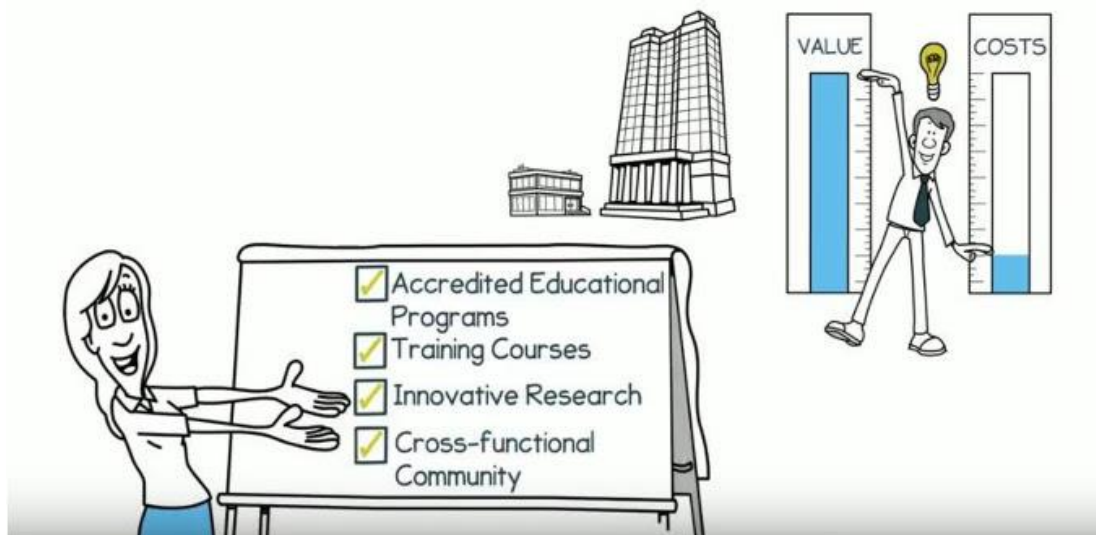 VALUE
COSTS
Accredited Educational
Programs
Training Courses
Innovative Research
Cross-functional
Community